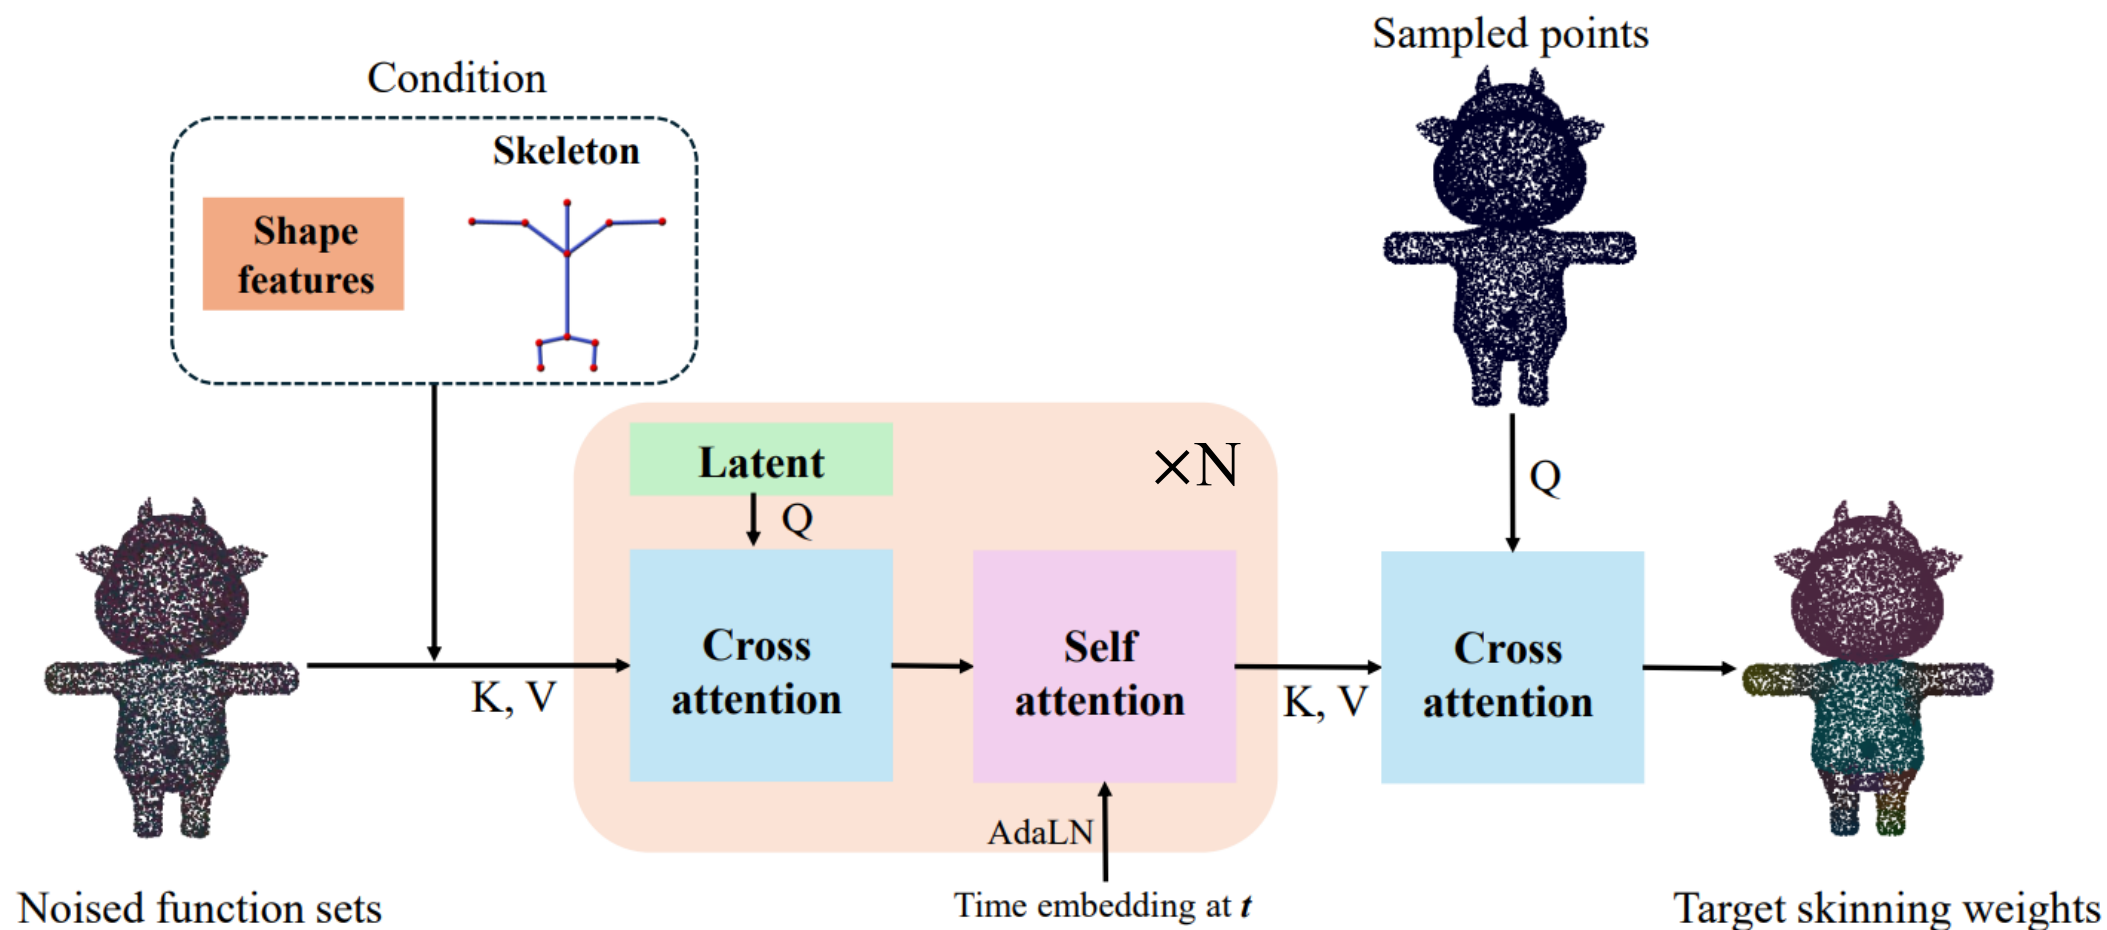 Sampled points
Condition
Skeleton
Shape
features
Latent
×N
Q
Q
Cross
attention
Self
attention
Cross
attention
K, V
K, V
AdaLN
Time embedding at t
Noised function sets
Target skinning weights